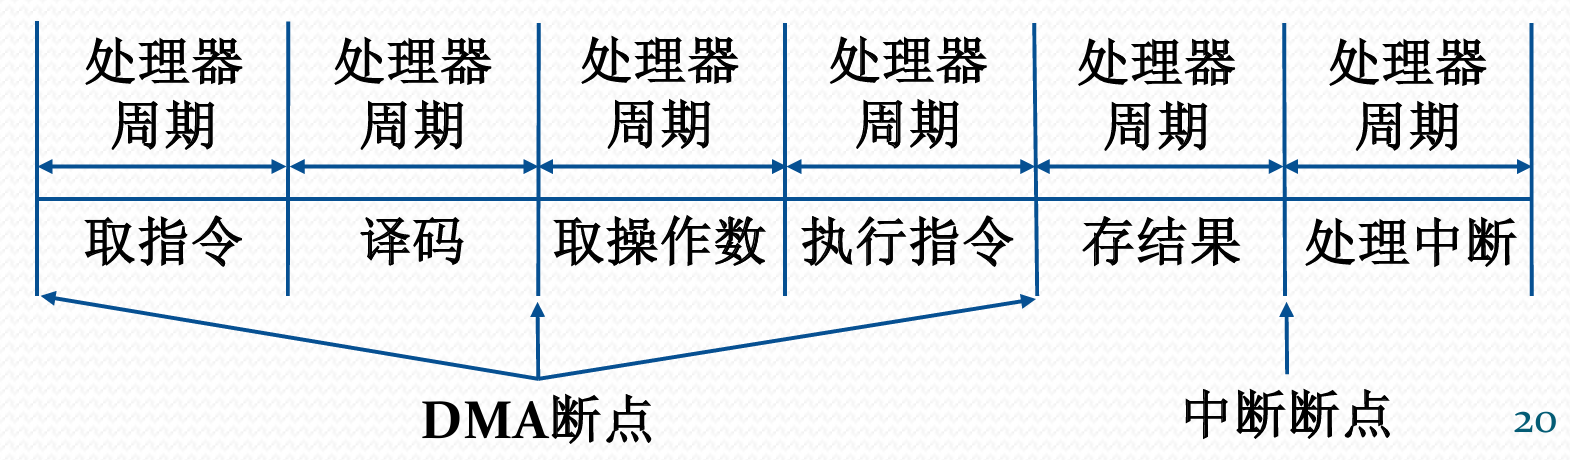 处理器 处理器 处理器 处理器 处理器 处理器
周期 周期 周期 周期 周期 周期
取指令 译码 取操作数 执行指令 存结果 处理中断
DMA断点 中断断点 20